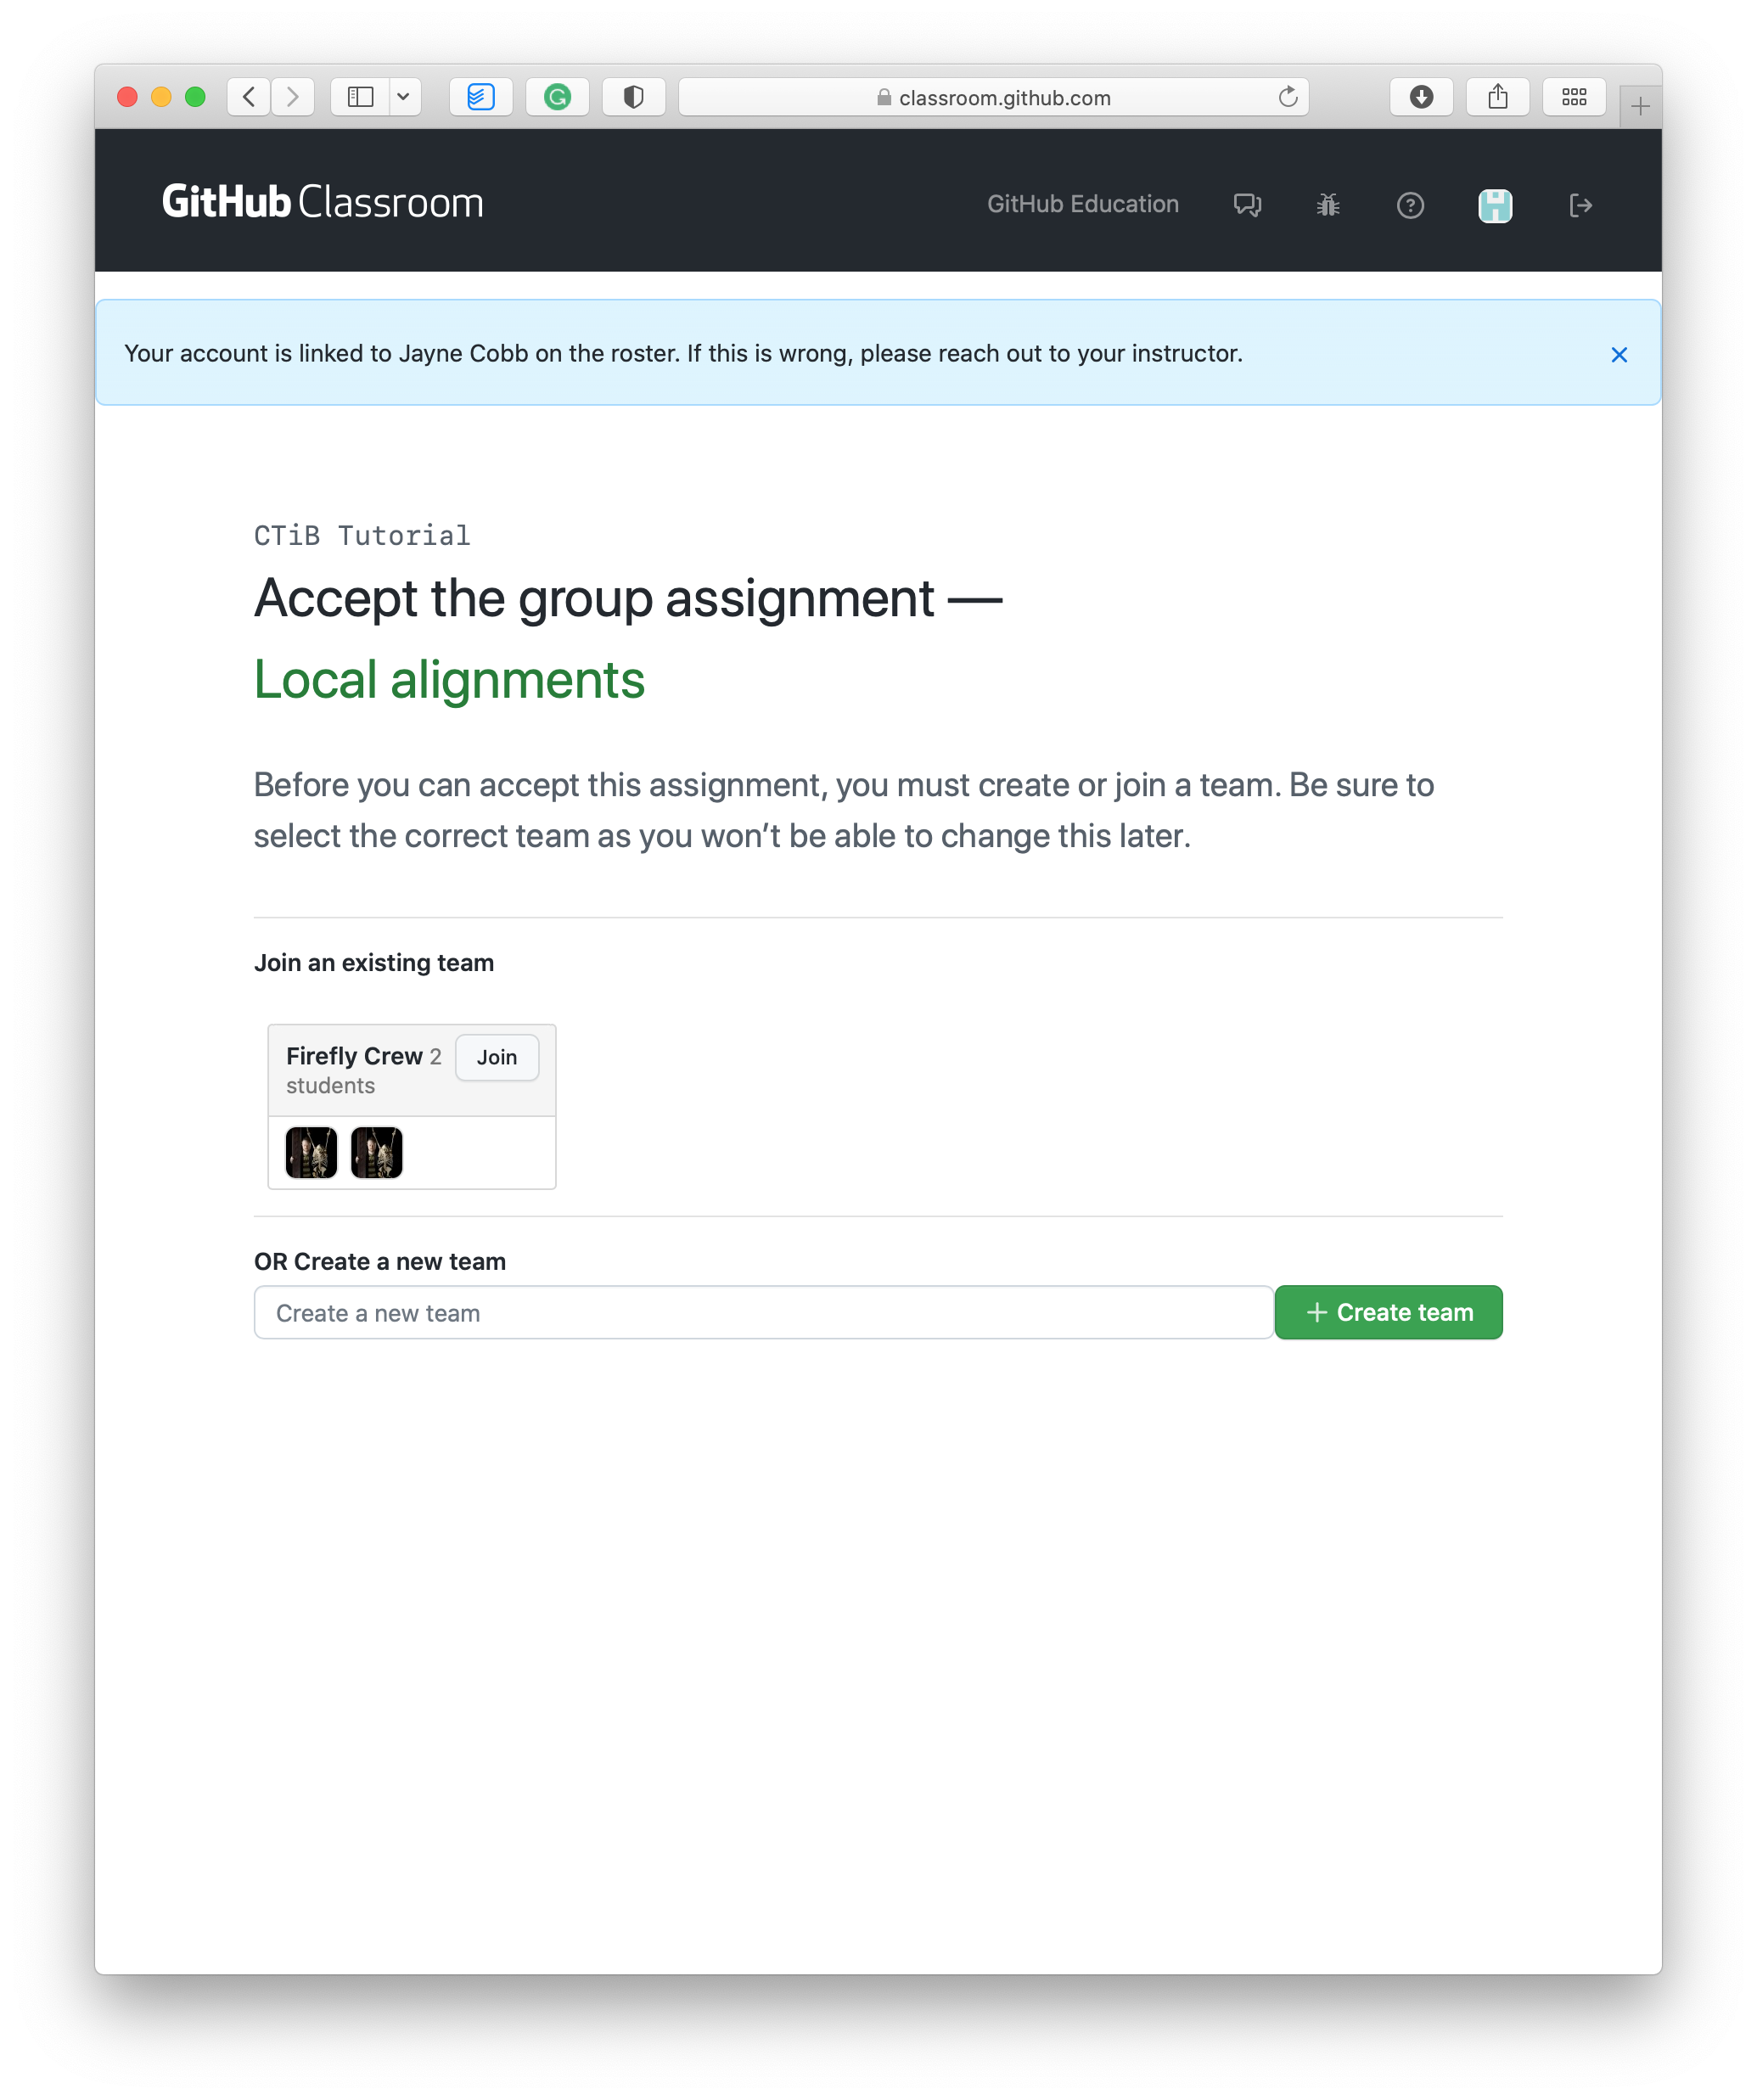 classroom.github.com
GitHub Classroom
GitHub Education
Your account is linked to Jayne Cobb on the roster. If this is wrong, please reach out to your instructor.
CTiB Tutorial
Accept the group assignment —
Local alignments
Before you can accept this assignment, you must create or join a team. Be sure to
select the correct team as you won’t be able to change this later.
Join an existing team
Firefly Crew 2
students
Join
OR Create a new team
Create a new team
+ Create team